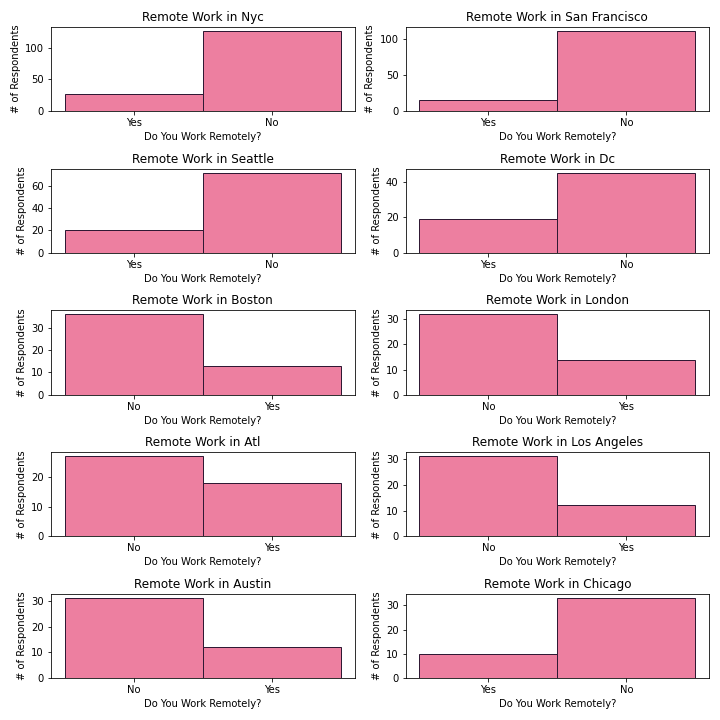 Remote Work in Nyc
# of Respondents
100
50
0
Yes No
Do You Work Remotely?
Remote Work in San Francisco
# of Respondents
100
50
0
Yes No
Do You Work Remotely?
Remote Work in Seattle
# of Respondents
60
40
20
0
Yes No
Do You Work Remotely?
Remote Work in Dc
# of Respondents
40
20
0
Yes No
Do You Work Remotely?
Remote Work in Boston
# of Respondents
30
20
10
0
No Yes
Do You Work Remotely?
Remote Work in London
# of Respondents
30
20
10
0
No Yes
Do You Work Remotely?
Remote Work in Atl
# of Respondents
20
10
0
No Yes
Do You Work Remotely?
Remote Work in Los Angeles
# of Respondents
30
20
10
0
No Yes
Do You Work Remotely?
Remote Work in Austin
# of Respondents
30
20
10
0
No Yes
Do You Work Remotely?
Remote Work in Chicago
# of Respondents
30
20
10
0
Yes No
Do You Work Remotely?